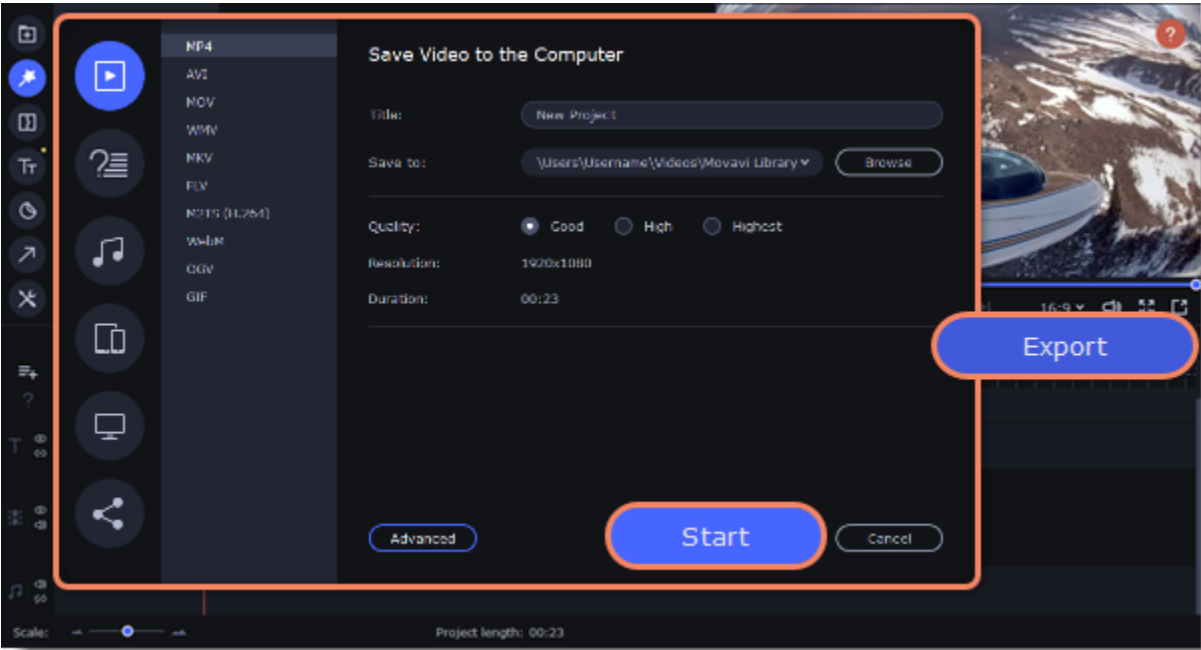 MP4
AVI
MOV
WMV
MKV
FLV
M2TS (H.264)
WebM
OGV
GIF
Save Video to the Computer
Title: New Project
Save to: \Users\Username\Videos\Movavi Library Browse
Quality: Good High Highest
Resolution: 1920x1080
Duration: 00:23
Advanced Start Cancel
?
16:9
Export
Tт
?
T
Scale:
Project length: 00:23